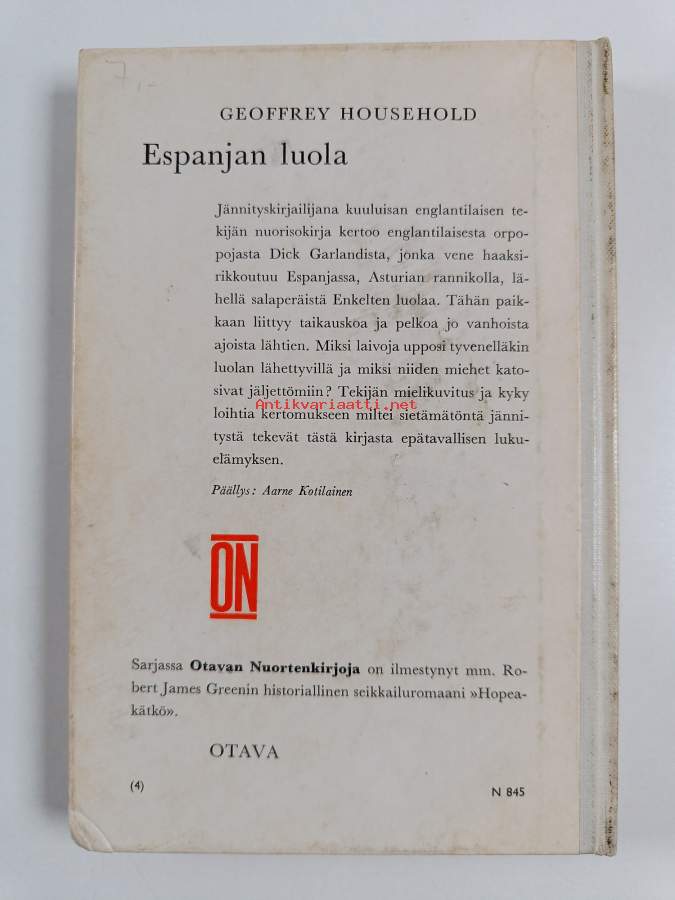 7,-
GEOFFREY HOUSEHOLD
Espanjan luola
Jännityskirjailijana kuuluisan englantilaisen te-
kijän nuorisokirja kertoo englantilaisesta orpo-
pojasta Dick Garlandista, jonka vene haaksi-
rikkoutuu Espanjassa, Asturian rannikolla, lä-
hellä salaperäistä Enkelten luolaa. Tähän paik-
kaan liittyy taikauskoa ja pelkoa jo vanhoista
ajoista lähtien. Miksi laivoja upposi tyvenelläkin
luolan lähettyvillä ja miksi niiden miehet kato-
sivat jäljettömiin? Tekijän mielikuvitus ja kyky
Antikvariaatti.net
loihtia kertomukseen miltei sietämätöntä jänni-
tystä tekevät tästä kirjasta epätavallisen luku-
elämyksen.
Päällys: Aarne Kotilainen
ON
Sarjassa Otavan Nuortenkirjoja on ilmestynyt mm. Ro-
bert James Greenin historiallinen seikkailuromaani »Hopea-
kätkö».
OTAVA
(4)
N 845